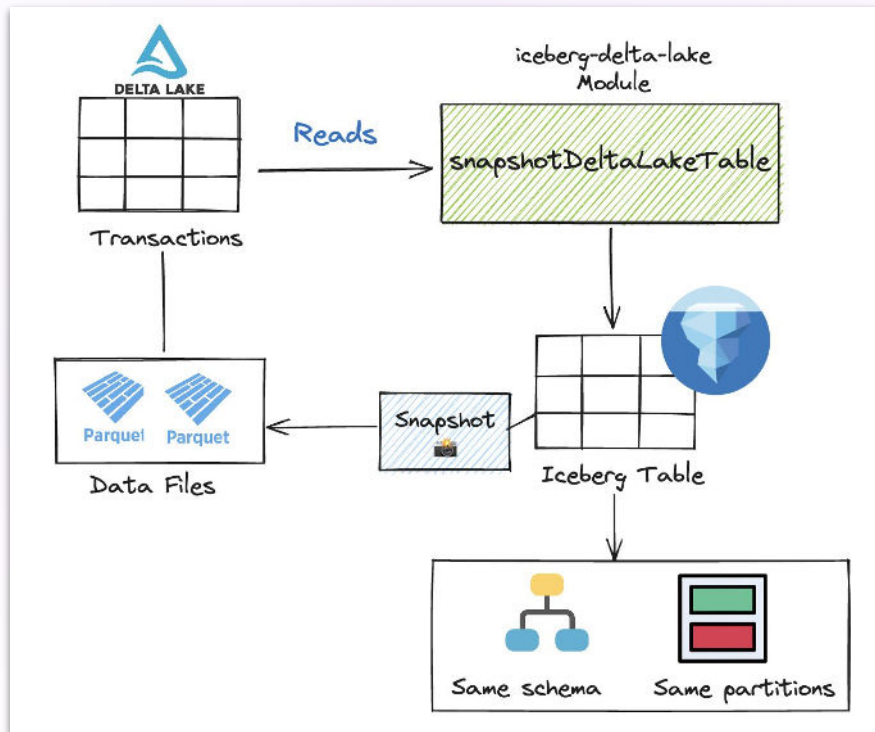 DELTA LAKE
Transactions
Reads
iceberg-delta-lake
Module
snapshotDeltaLakeTable
Parquet
Parquet
Data Files
Snapshot
Iceberg Table
Same schema
Same partitions